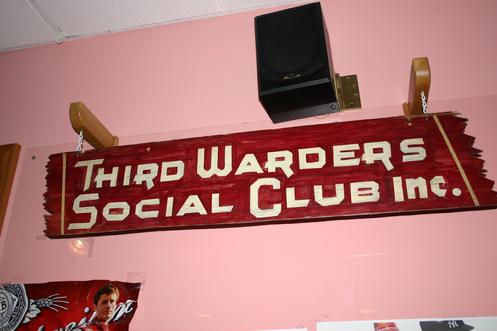 THIRD WARDERS
SOCIAL CLUB INC.